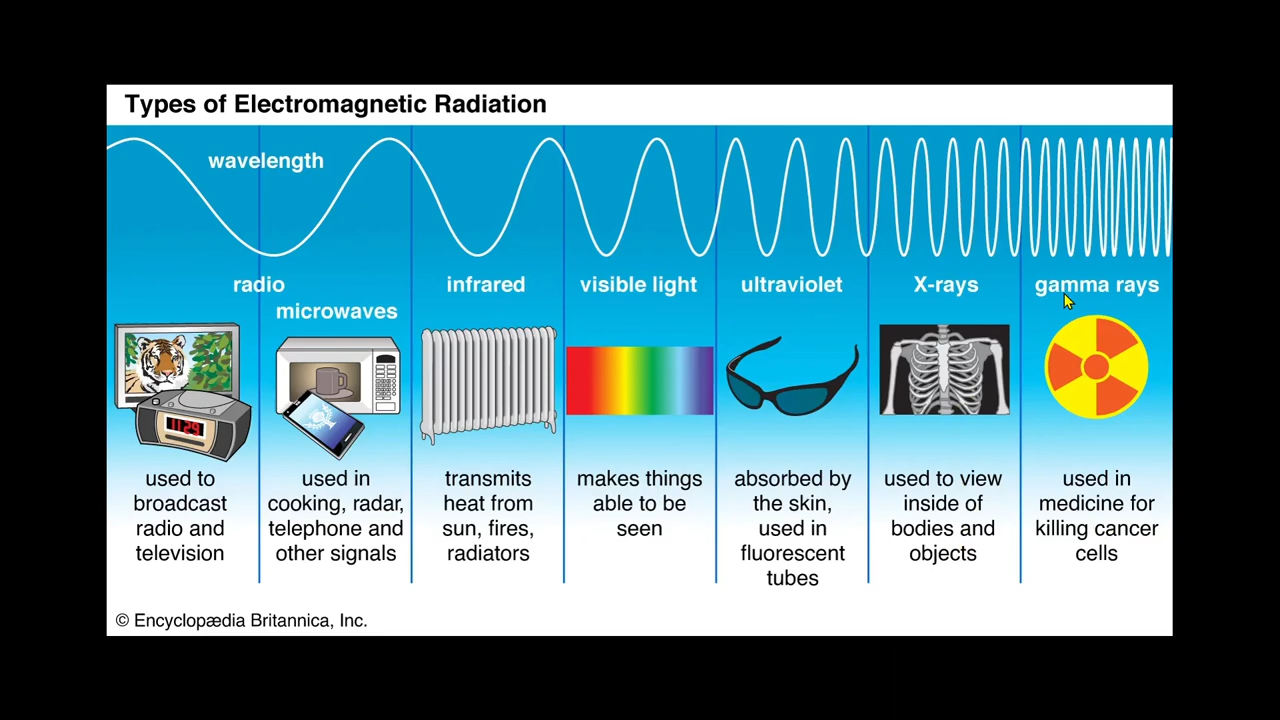 Types of Electromagnetic Radiation
wavelength
radio
microwaves
infrared
visible light
ultraviolet
X-rays
gamma rays
11:29
used to
broadcast
radio and
television
used in
cooking, radar,
telephone and
other signals
transmits
heat from
sun, fires,
radiators
makes things
able to be
seen
absorbed by
the skin,
used in
fluorescent
tubes
used to view
inside of
bodies and
objects
used in
medicine for
killing cancer
cells
© Encyclopædia Britannica, Inc.